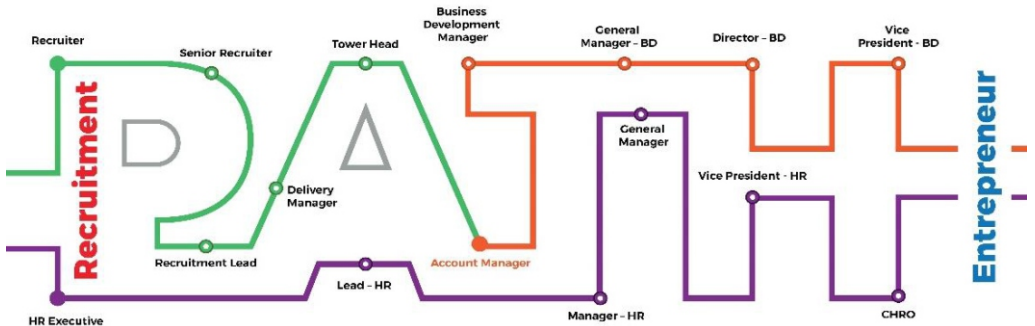 Recruiter
Senior Recruiter
Tower Head
Business
Development
Manager
General
Manager – BD
Director – BD
Vice
President - BD
Recruitment
PATH
General
Manager
Delivery
Manager
Vice President - HR
Recruitment Lead
Account Manager
Lead – HR
HR Executive
Manager – HR
CHRO
Entrepreneur